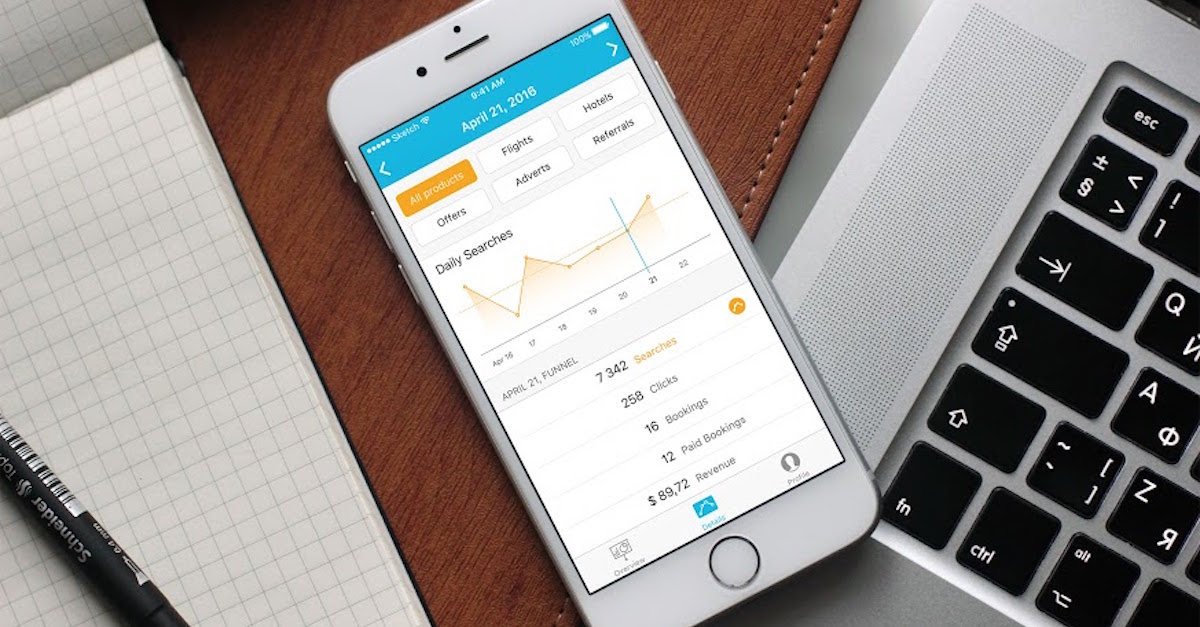 ●●●●● Sketch 9:41 AM 100%
April 21, 2016
All products Flights Hotels
Offers Adverts Referrals
Daily Searches
Apr 16 17 18 19 20 21 22
APRIL 21, FUNNEL
7 342 Searches
258 Clicks
16 Bookings
12 Paid Bookings
$ 89,72 Revenue
Overview Details Profile
Schneider
esc
± § < >
! 1
Q Й
A Ф
~ [ ]
Z Я
fn
ctrl
alt